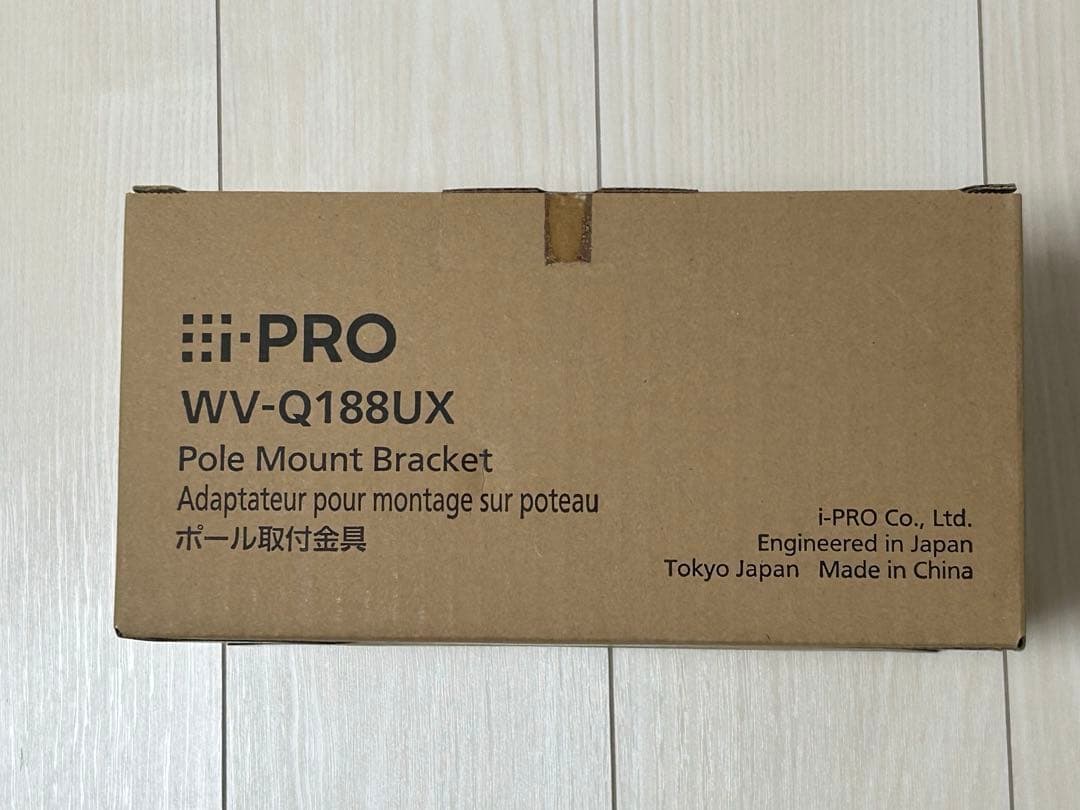 i-PRO
WV-Q188UX
Pole Mount Bracket
Adaptateur pour montage sur poteau
ポール取付金具
i-PRO Co., Ltd.
Engineered in Japan
Tokyo Japan Made in China